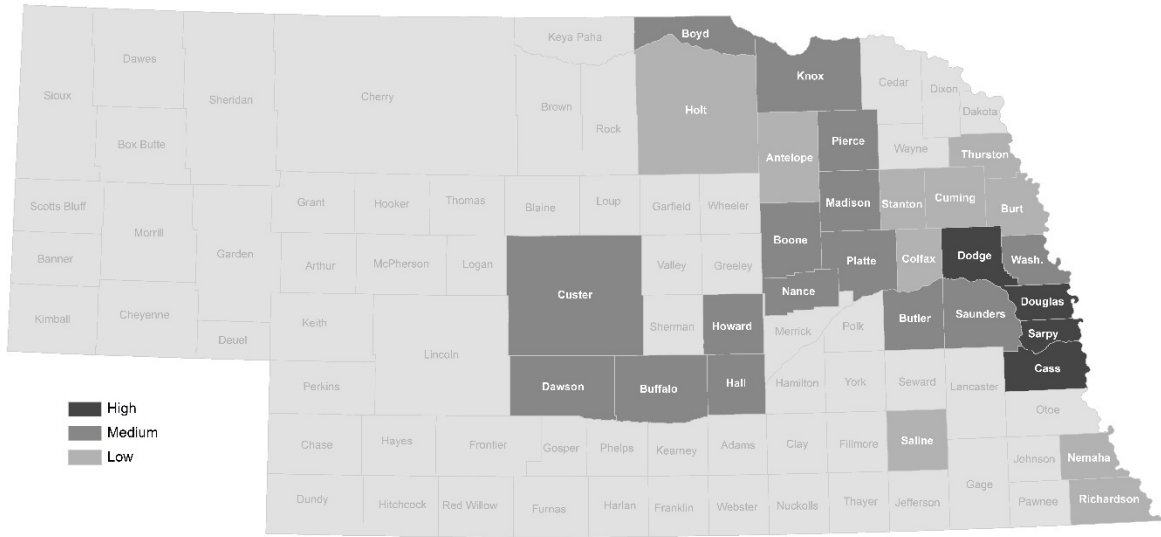 Keya Paha
Boyd
Knox
Cedar
Dixon
Dakota
Dawes
Sioux
Sheridan
Cherry
Brown
Rock
Holt
Box Butte
Antelope
Pierce
Wayne
Thurston
Scotts Bluff
Morrill
Garden
Grant
Hooker
Thomas
Blaine
Loup
Garfield
Wheeler
Boone
Madison
Stanton
Cuming
Burt
Banner
Arthur
McPherson
Logan
Custer
Valley
Greeley
Nance
Platte
Colfax
Dodge
Wash.
Kimball
Cheyenne
Deuel
Keith
Lincoln
Sherman
Howard
Merrick
Polk
Butler
Saunders
Douglas
Sarpy
Cass
Perkins
Dawson
Buffalo
Hall
Hamilton
York
Seward
Lancaster
Otoe
High
Medium
Low
Chase
Hayes
Frontier
Gosper
Phelps
Kearney
Adams
Clay
Fillmore
Saline
Johnson
Nemaha
Dundy
Hitchcock
Red Willow
Furnas
Harlan
Franklin
Webster
Nuckolls
Thayer
Jefferson
Gage
Pawnee
Richardson